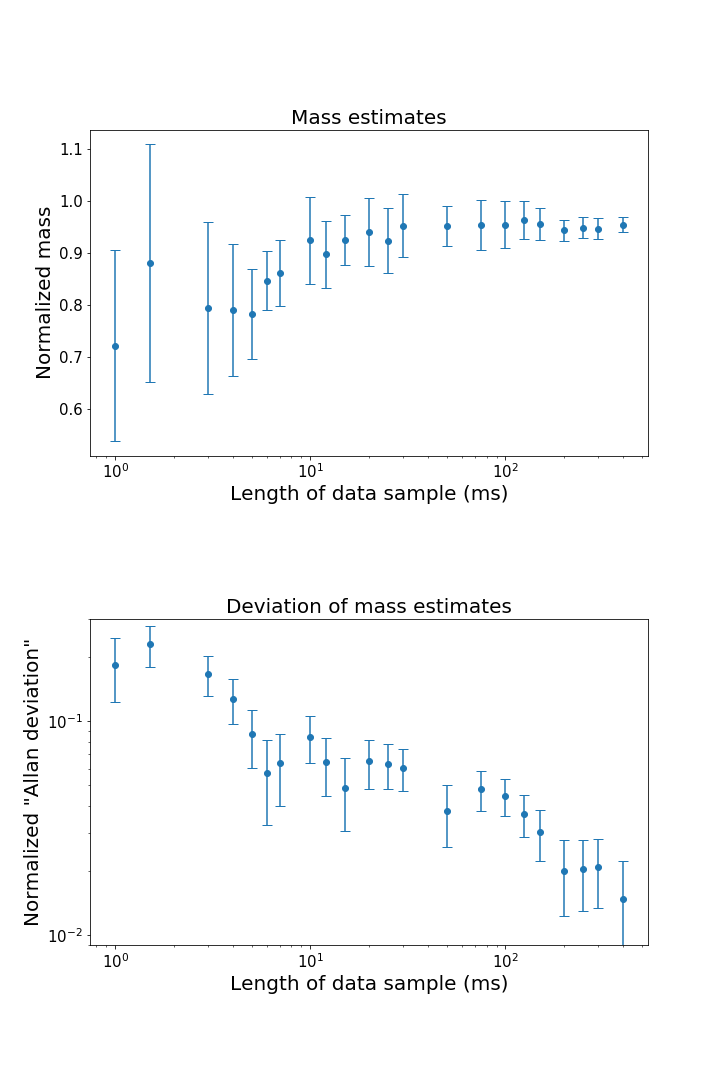 Mass estimates
Normalized mass
1.1
1.0
0.9
0.8
0.7
0.6
10⁰
10¹
10²
Length of data sample (ms)
Deviation of mass estimates
Normalized "Allan deviation"
10⁻¹
10⁻²
10⁰
10¹
10²
Length of data sample (ms)